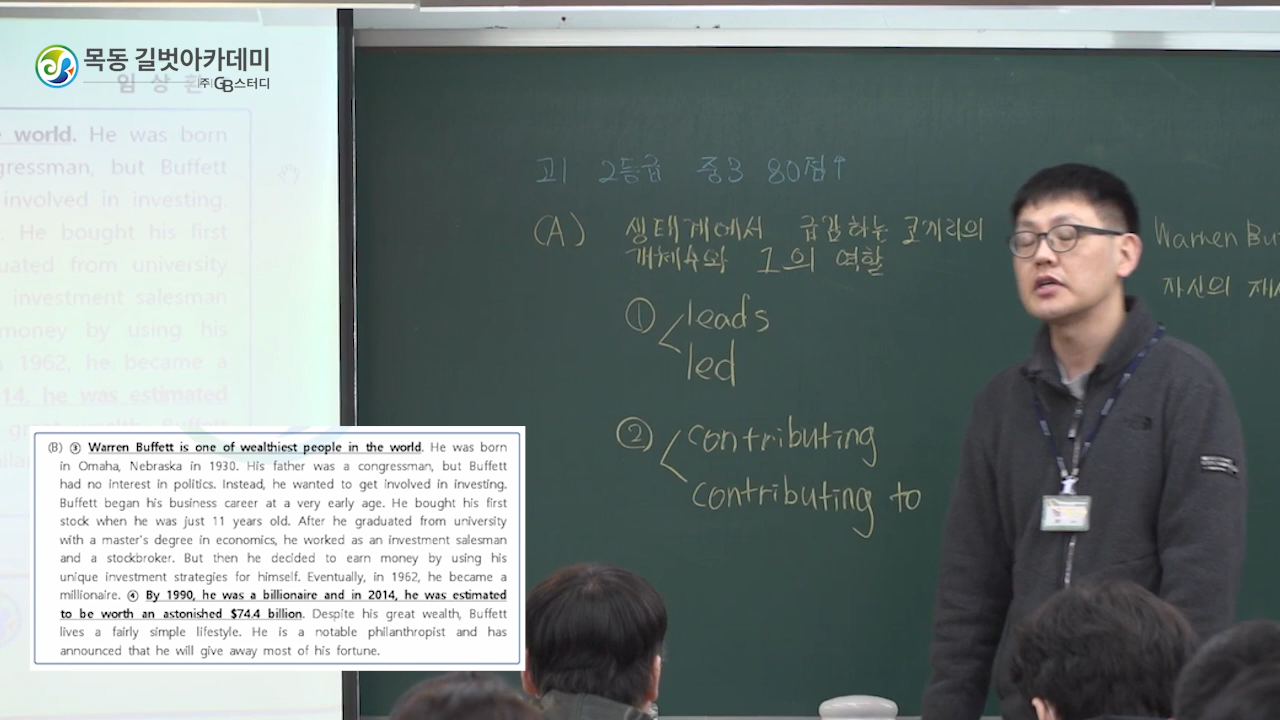 목동 길벗아카데미
㈜GB스터디
임 상 환
e world. He was born
gressman, but Buffett
involved in investing.
. He bought his first
uated from university
investment salesman
money by using his
1962, he became a
14, he was estimated
고1 2등급 중3 80점↑
(A) 생태계에서 급감하는 코끼리의
개체수와 1의 역할
① leads
led
② contributing
contributing to
Warren Bu
자신의 재
(B) ③ Warren Buffett is one of wealthiest people in the world. He was born
in Omaha, Nebraska in 1930. His father was a congressman, but Buffett
had no interest in politics. Instead, he wanted to get involved in investing.
Buffett began his business career at a very early age. He bought his first
stock when he was just 11 years old. After he graduated from university
with a master's degree in economics, he worked as an investment salesman
and a stockbroker. But then he decided to earn money by using his
unique investment strategies for himself. Eventually, in 1962, he became a
millionaire. ④ By 1990, he was a billionaire and in 2014, he was estimated
to be worth an astonished $74.4 billion. Despite his great wealth, Buffett
lives a fairly simple lifestyle. He is a notable philanthropist and has
announced that he will give away most of his fortune.